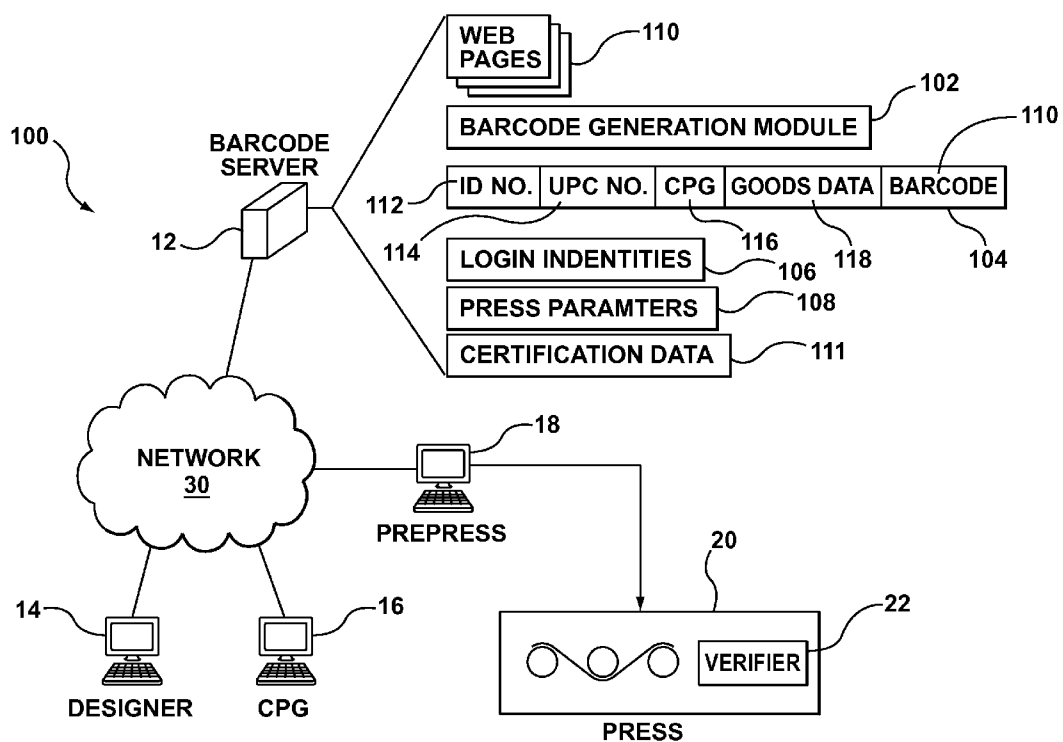 WEB
PAGES
110
102
100
BARCODE
SERVER
BARCODE GENERATION MODULE
110
12
112
ID NO.
UPC NO.
CPG
GOODS DATA
BARCODE
114
116
118
104
LOGIN INDENTITIES
106
PRESS PARAMTERS
108
CERTIFICATION DATA
111
NETWORK
30
18
PREPRESS
20
14
16
22
VERIFIER
DESIGNER
CPG
PRESS